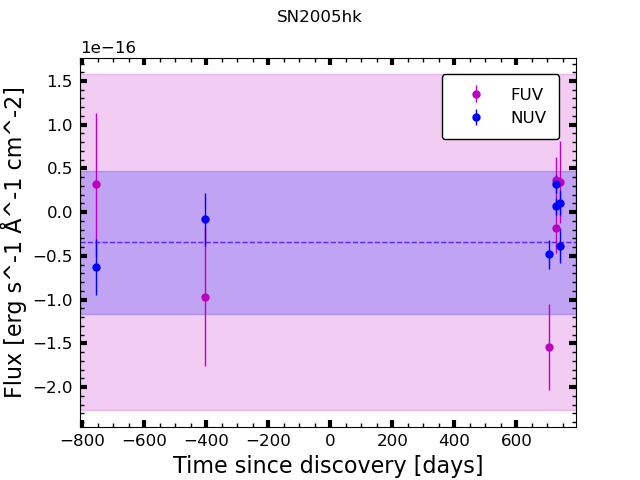 SN2005hk
1e−16
1.5
1.0
0.5
0.0
−0.5
−1.0
−1.5
−2.0
Flux [erg s^-1 Å^-1 cm^-2]
FUV
NUV
−800 −600 −400 −200 0 200 400 600
Time since discovery [days]